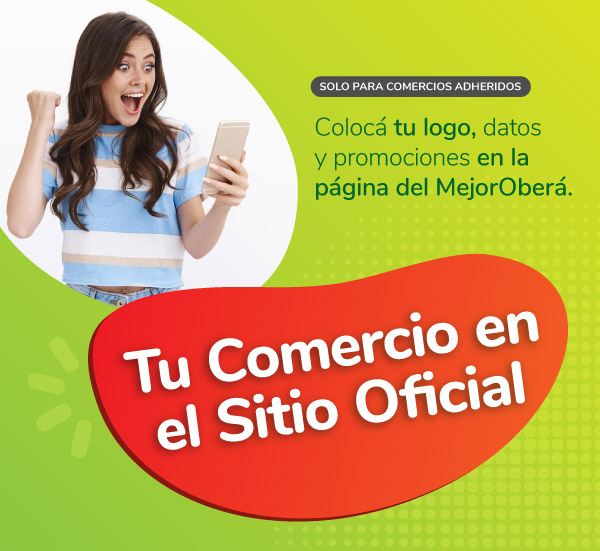 SOLO PARA COMERCIOS ADHERIDOS
Colocá tu logo, datos
y promociones en la
página del MejorOberá.
Tu Comercio en
el Sitio Oficial